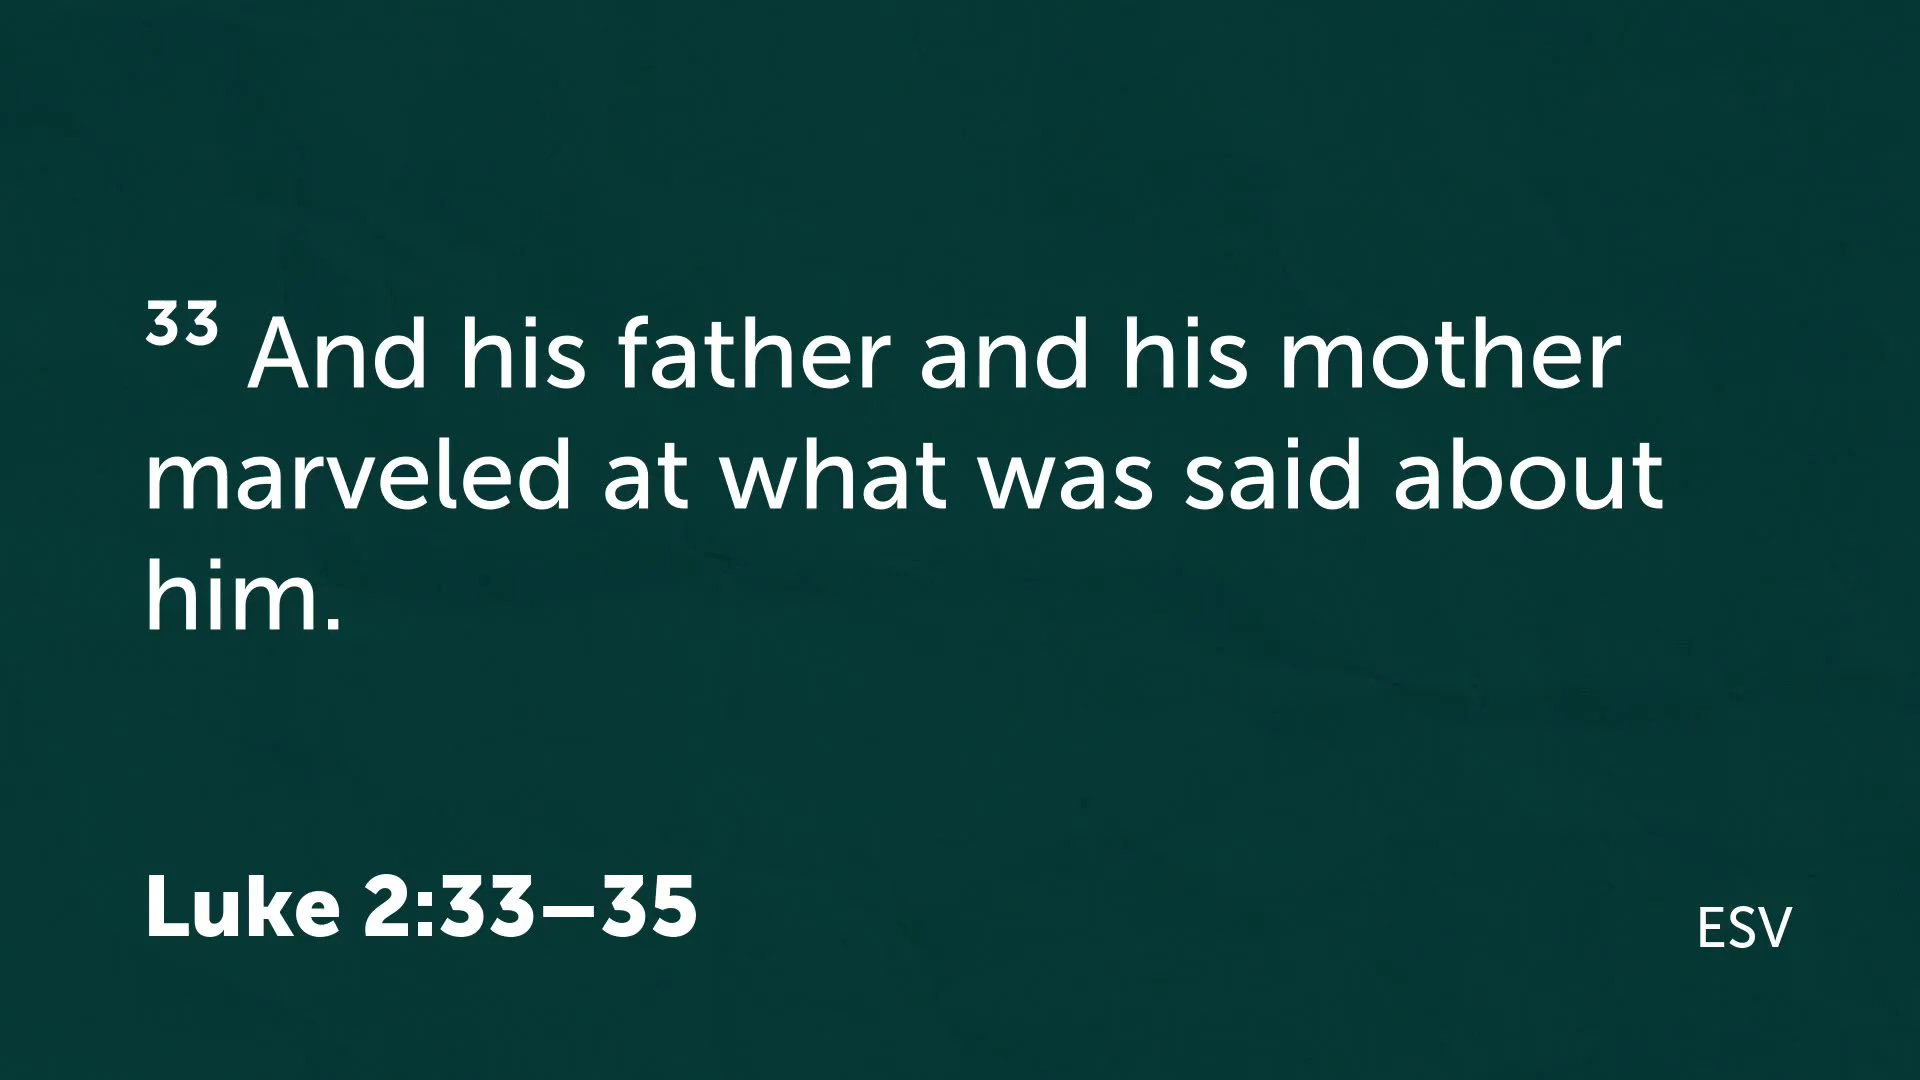 33 And his father and his mother
marveled at what was said about
him.
Luke 2:33–35
ESV